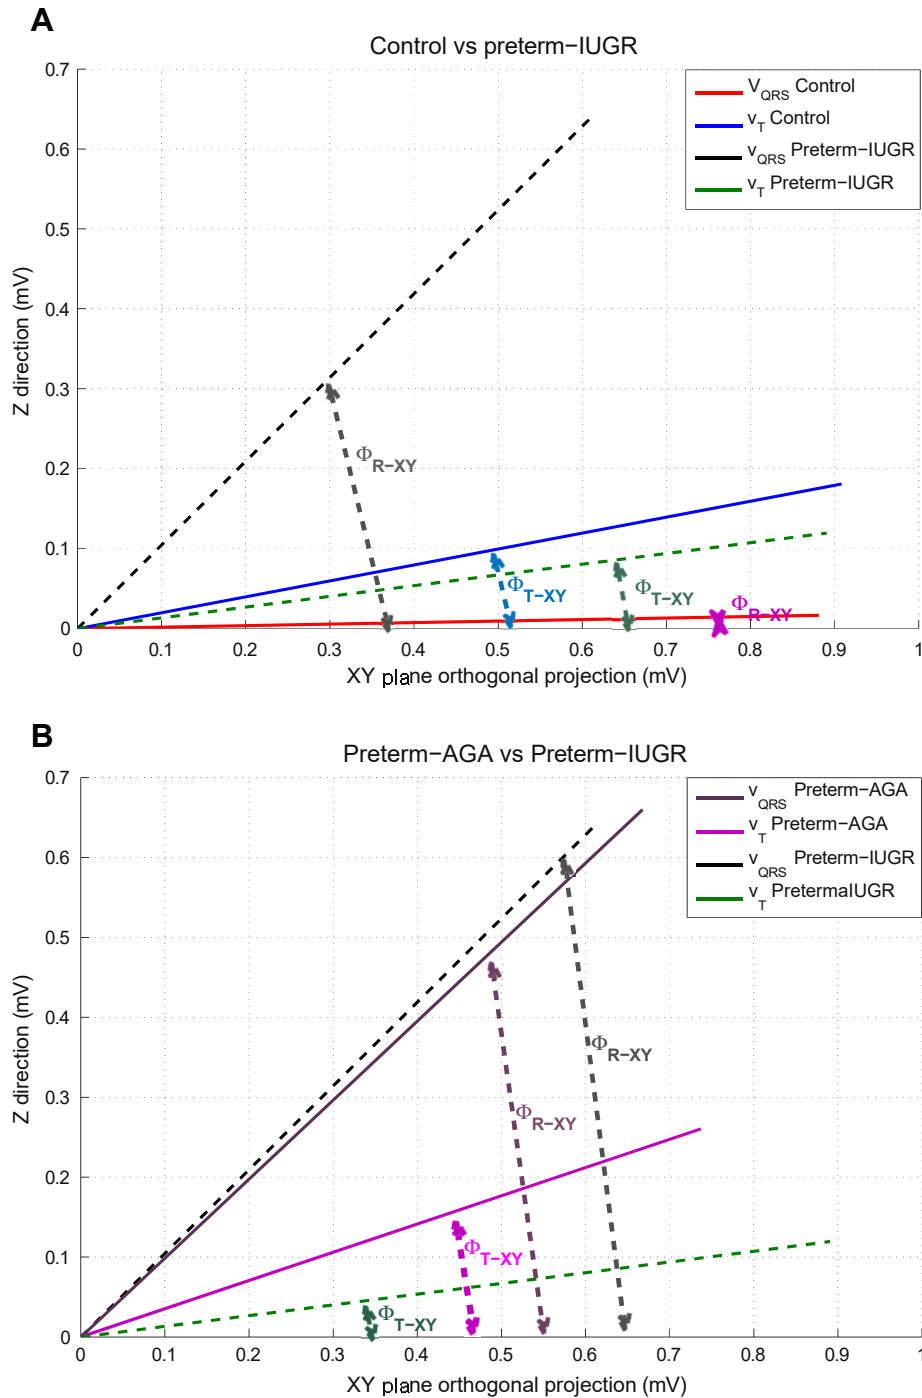 A
Control vs preterm−IUGR
0.7
0.6
0.5
0.4
0.3
0.2
0.1
0
Z direction (mV)
V_QRS Control
v_T Control
v_QRS Preterm−IUGR
v_T Preterm−IUGR
Φ_R−XY
Φ_T−XY
Φ_T−XY
Φ_R−XY
0 0.1 0.2 0.3 0.4 0.5 0.6 0.7 0.8 0.9 1
XY plane orthogonal projection (mV)
B
Preterm−AGA vs Preterm−IUGR
0.7
0.6
0.5
0.4
0.3
0.2
0.1
0
Z direction (mV)
v_QRS Preterm−AGA
v_T Preterm−AGA
v_QRS Preterm−IUGR
v_T PretermaIUGR
Φ_R−XY
Φ_R−XY
Φ_T−XY
Φ_T−XY
0 0.1 0.2 0.3 0.4 0.5 0.6 0.7 0.8 0.9 1
XY plane orthogonal projection (mV)